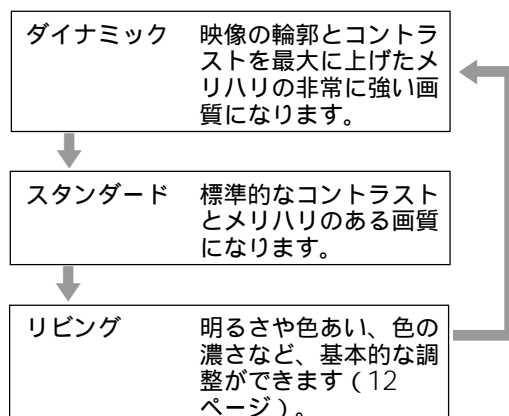 ダイナミック 映像の輪郭とコントラ
ストを最大に上げたメ
リハリの非常に強い画
質になります。
スタンダード 標準的なコントラスト
とメリハリのある画質
になります。
リビング 明るさや色あい、色の
濃さなど、基本的な調
整ができます(12
ページ)。